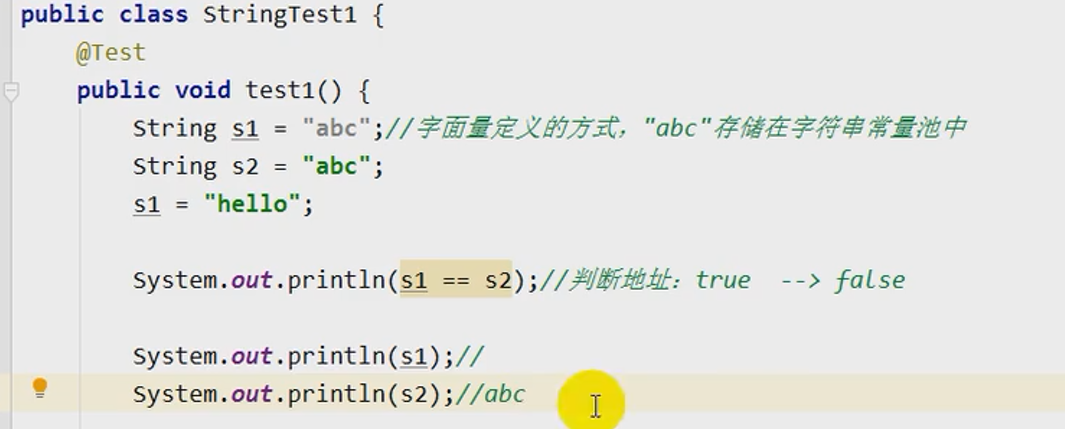 public class StringTest1 {
@Test
public void test1() {
String s1 = "abc";//字面量定义的方式，"abc"存储在字符串常量池中
String s2 = "abc";
s1 = "hello";
System.out.println(s1 == s2);//判断地址：true --> false
System.out.println(s1);//
System.out.println(s2);//abc